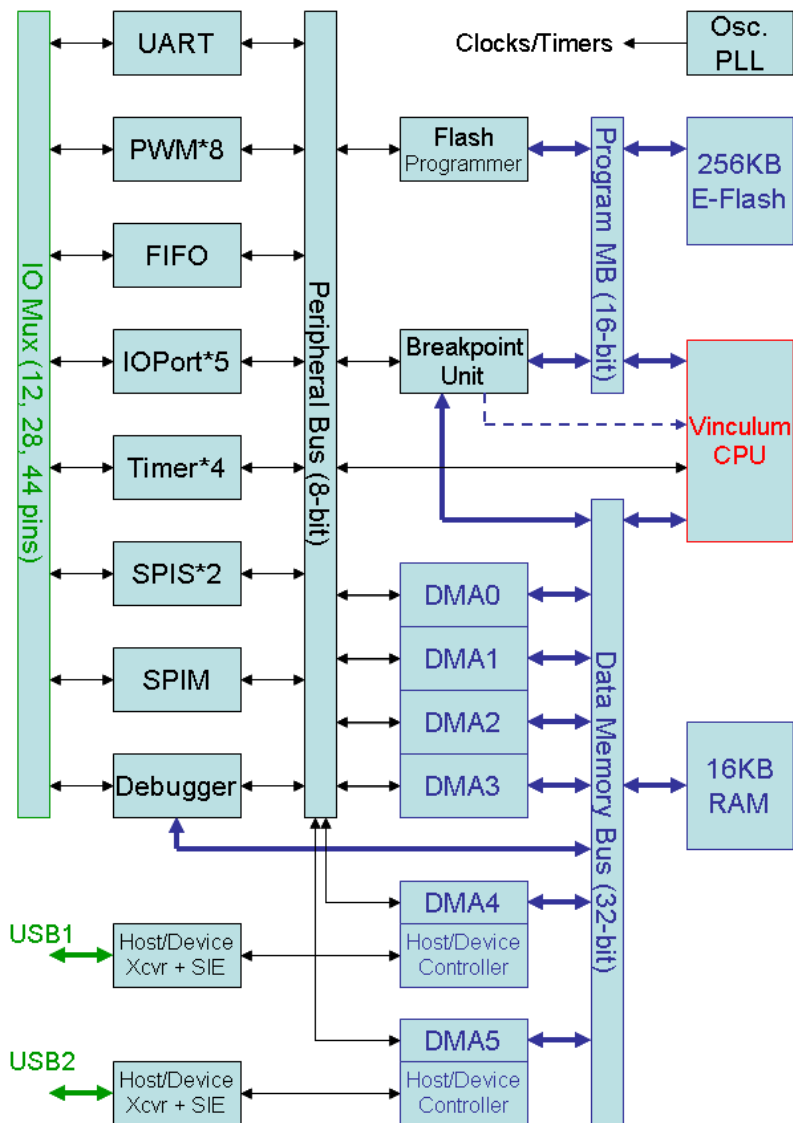 UART
Clocks/Timers
Osc.
PLL
PWM*8
Flash
Programmer
256KB
E-Flash
FIFO
IO Mux (12, 28, 44 pins)
Peripheral Bus (8-bit)
Program MB (16-bit)
IOPort*5
Breakpoint
Unit
Vinculum
CPU
Timer*4
SPIS*2
DMA0
SPIM
DMA1
DMA2
Data Memory Bus (32-bit)
Debugger
DMA3
16KB
RAM
USB1
Host/Device
Xcvr + SIE
DMA4
Host/Device
Controller
USB2
Host/Device
Xcvr + SIE
DMA5
Host/Device
Controller